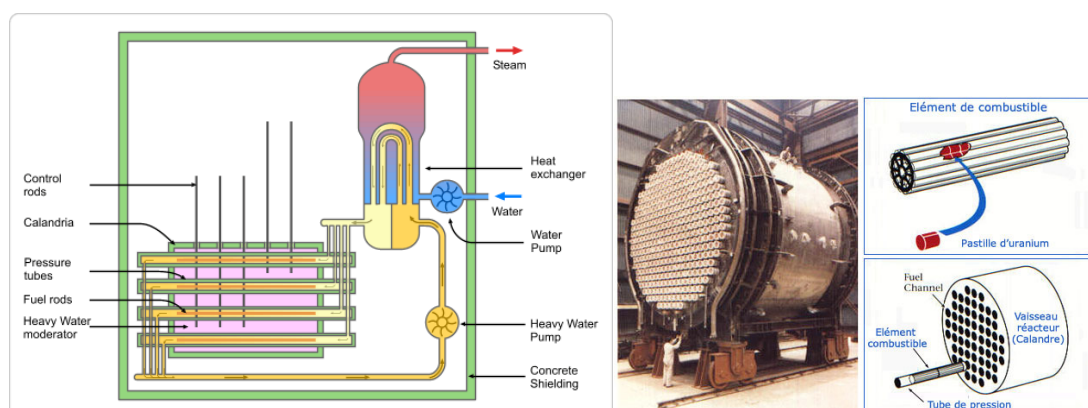 Steam
Control
rods
Calandria
Pressure
tubes
Fuel rods
Heavy Water
moderator
Heat
exchanger
Water
Water
Pump
Heavy Water
Pump
Concrete
Shielding
Elément de combustible
Pastille d'uranium
Fuel
Channel
Elément
combustible
Vaisseau
réacteur
(Calandre)
Tube de pression